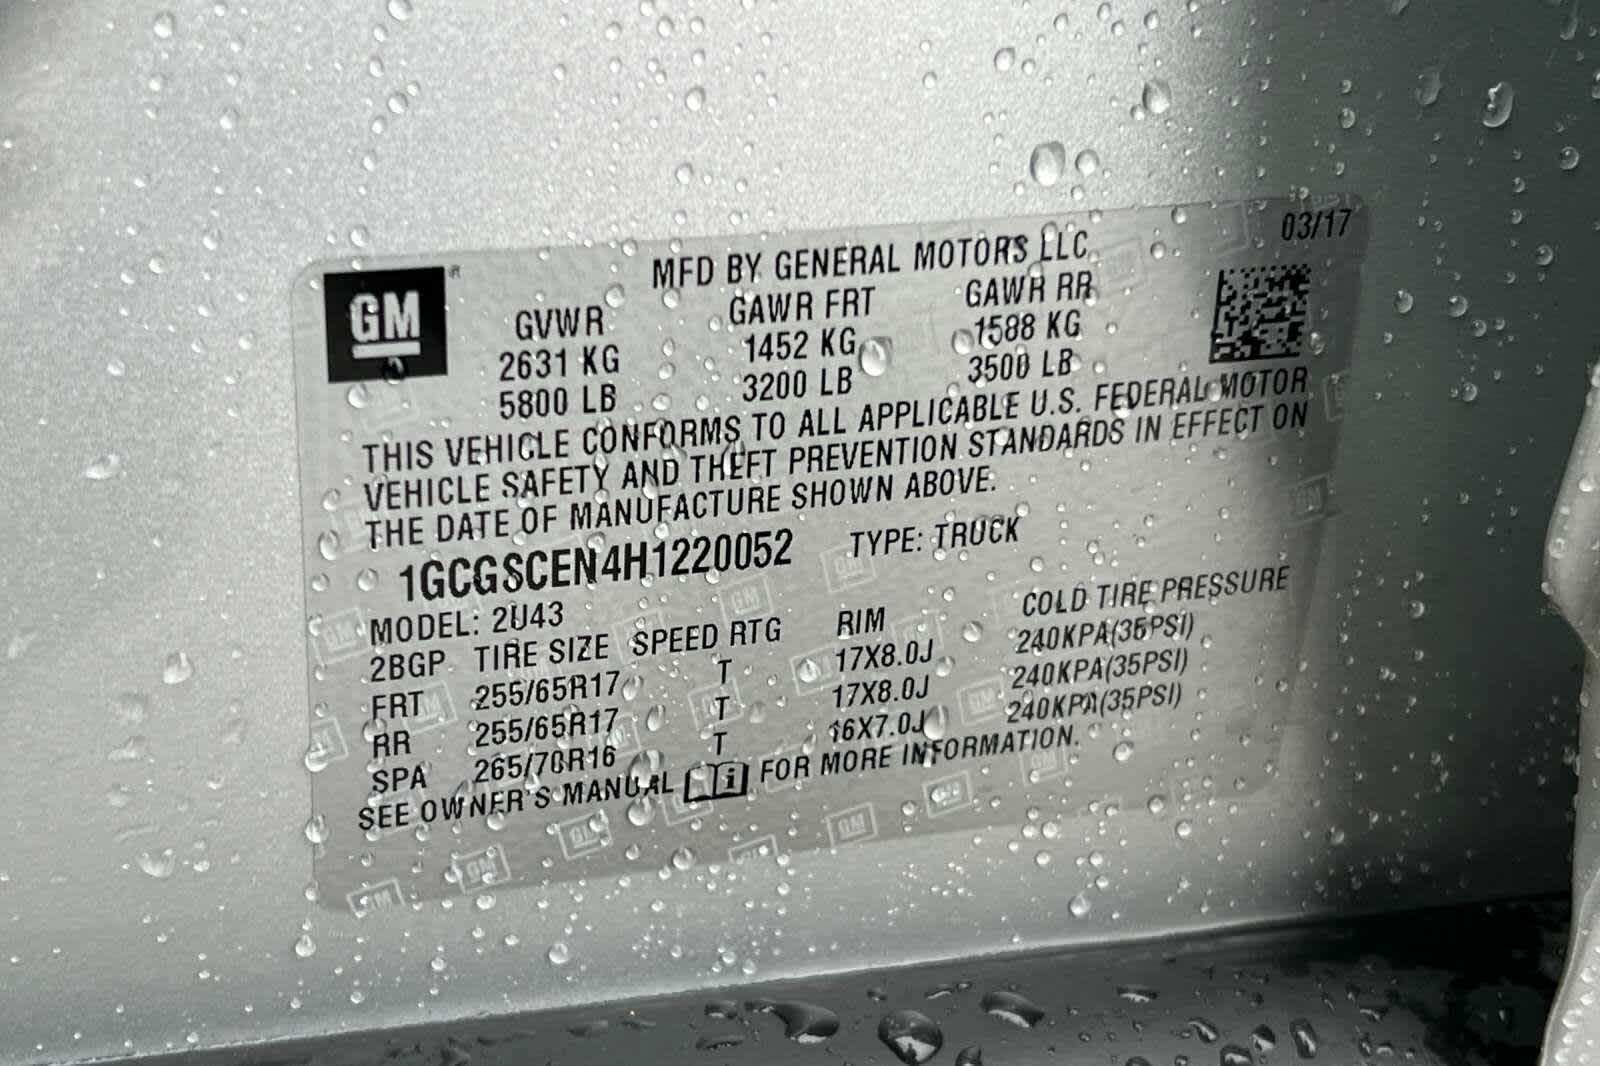 03/17
MFD BY GENERAL MOTORS LLC
GM
GVWR GAWR FRT GAWR RR
2631 KG 1452 KG 1588 KG
5800 LB 3200 LB 3500 LB
THIS VEHICLE CONFORMS TO ALL APPLICABLE U.S. FEDERAL MOTOR
VEHICLE SAFETY AND THEFT PREVENTION STANDARDS IN EFFECT ON
THE DATE OF MANUFACTURE SHOWN ABOVE.
1GCGSCEN4H1220052 TYPE: TRUCK
MODEL: 2U43
2BGP TIRE SIZE SPEED RTG RIM COLD TIRE PRESSURE
FRT 255/65R17 T 17X8.0J 240KPA(35PSI)
RR 255/65R17 T 17X8.0J 240KPA(35PSI)
SPA 265/70R16 T 16X7.0J 240KPA(35PSI)
SEE OWNER'S MANUAL FOR MORE INFORMATION.